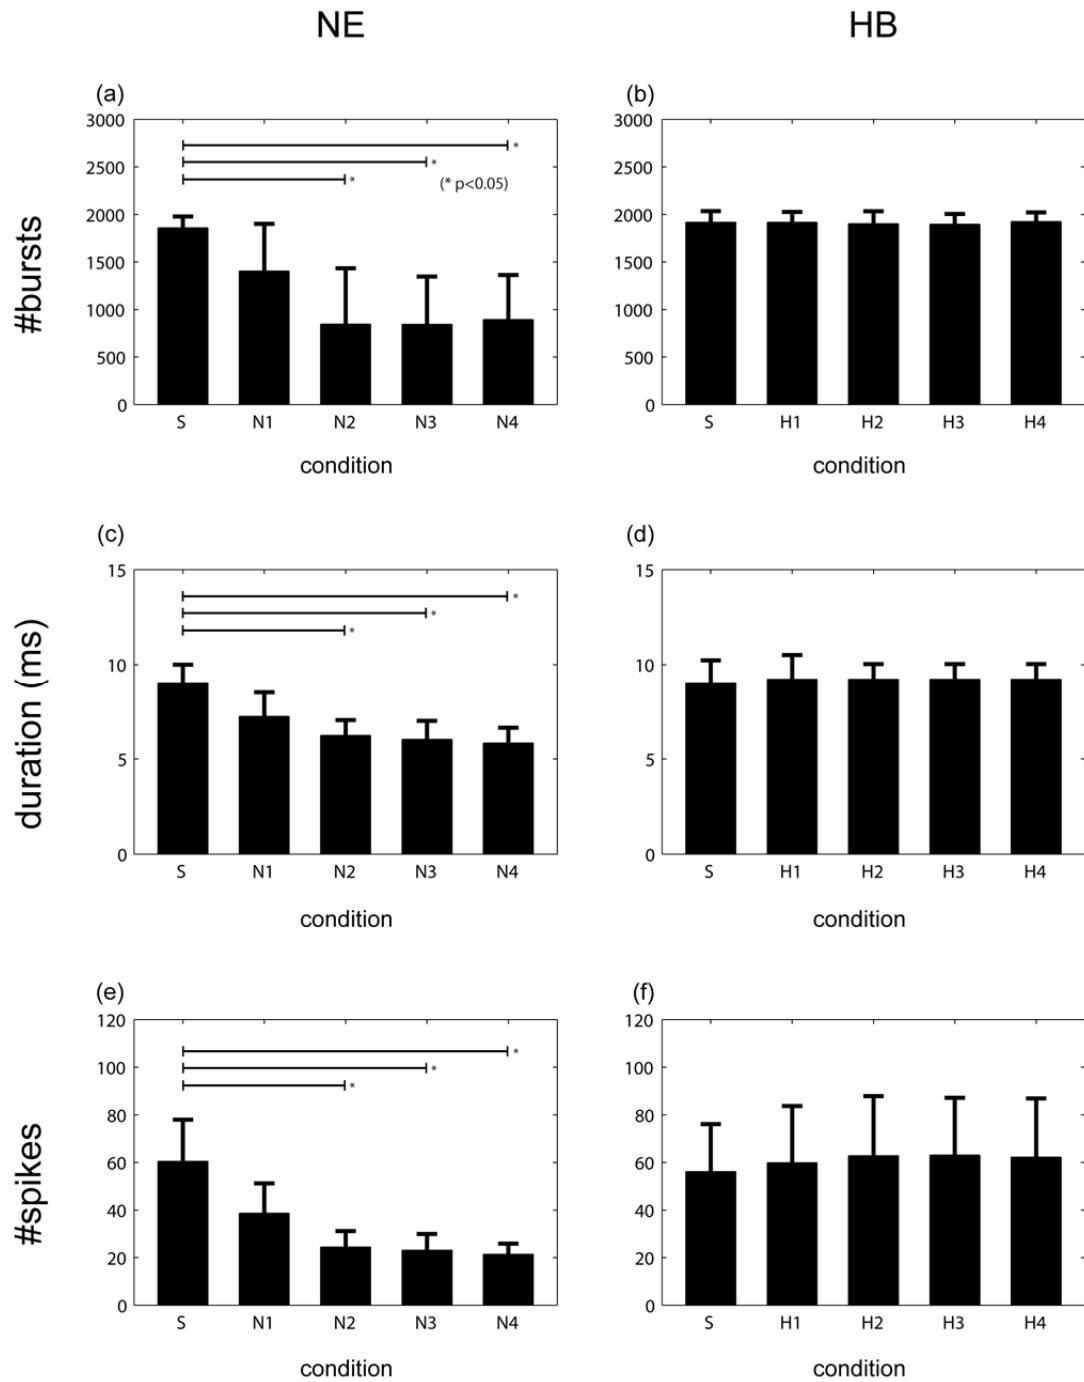 NE
HB
(a)
(b)
#bursts
3000
2500
2000
1500
1000
500
0
*
*
*
(* p<0.05)
S N1 N2 N3 N4
condition
3000
2500
2000
1500
1000
500
0
S H1 H2 H3 H4
condition
(c)
(d)
duration (ms)
15
10
5
0
*
*
*
S N1 N2 N3 N4
condition
15
10
5
0
S H1 H2 H3 H4
condition
(e)
(f)
#spikes
120
100
80
60
40
20
0
*
*
*
S N1 N2 N3 N4
condition
120
100
80
60
40
20
0
S H1 H2 H3 H4
condition